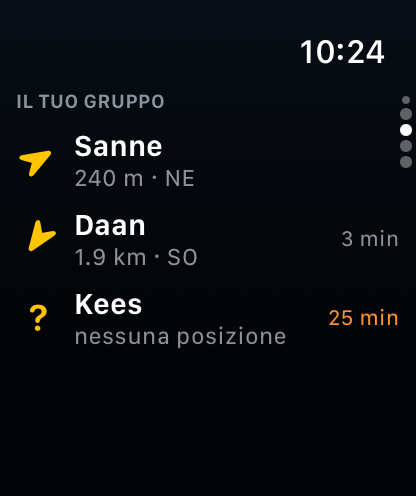 10:24
IL TUO GRUPPO
Sanne
240 m · NE
Daan
1.9 km · SO
3 min
?
Kees
nessuna posizione
25 min